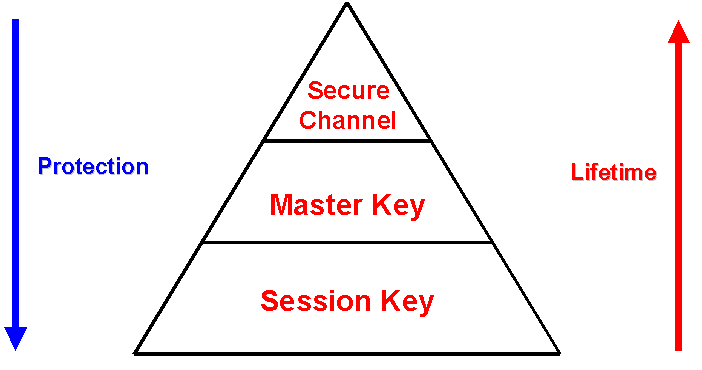 Secure
Channel
Protection
Lifetime
Master Key
Session Key